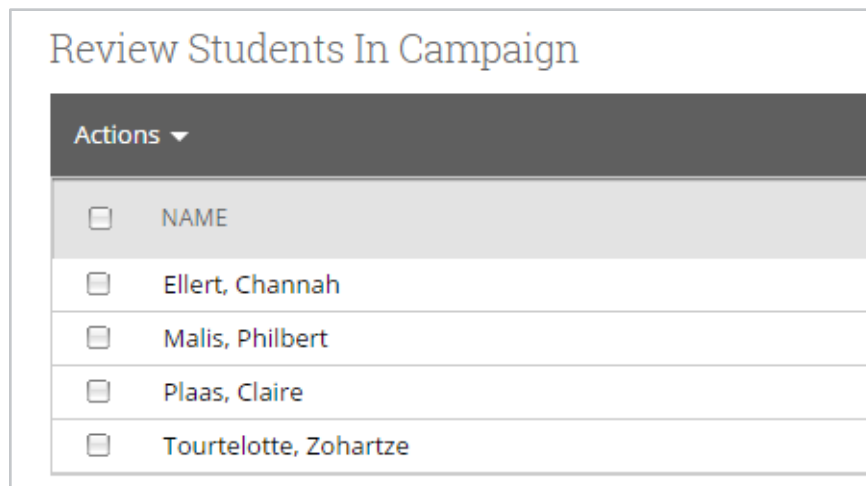 Review Students In Campaign
Actions
NAME
Ellert, Channah
Malis, Philbert
Plaas, Claire
Tourtelotte, Zohartze